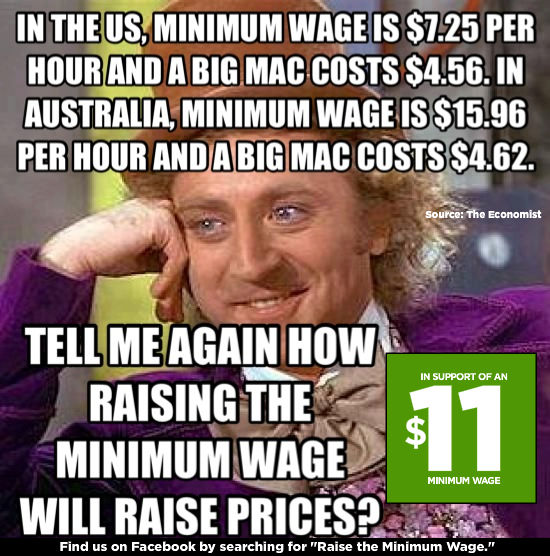 IN THE US, MINIMUM WAGE IS $7.25 PER
HOUR AND A BIG MAC COSTS $4.56. IN
AUSTRALIA, MINIMUM WAGE IS $15.96
PER HOUR AND A BIG MAC COSTS $4.62.
Source: The Economist
TELL ME AGAIN HOW
RAISING THE
MINIMUM WAGE
WILL RAISE PRICES?
IN SUPPORT OF AN
$11
MINIMUM WAGE
Find us on Facebook by searching for "Raise the Minimum Wage."